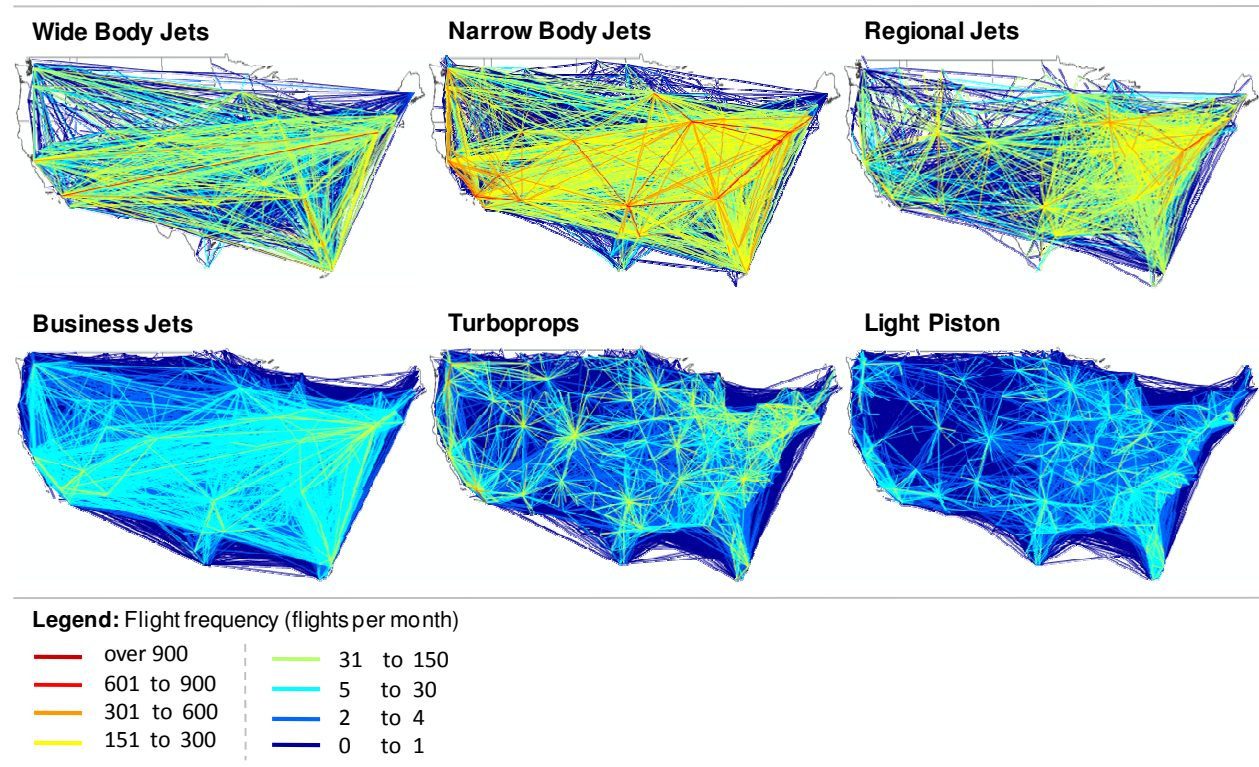 Wide Body Jets
Narrow Body Jets
Regional Jets
Business Jets
Turboprops
Light Piston
Legend: Flight frequency (flights per month)
over 900
601 to 900
301 to 600
151 to 300
31 to 150
5 to 30
2 to 4
0 to 1